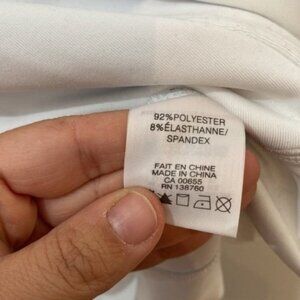 92%POLYESTER
8%ÉLASTHANNE/
SPANDEX
FAIT EN CHINE
MADE IN CHINA
CA 00655
RN 138760